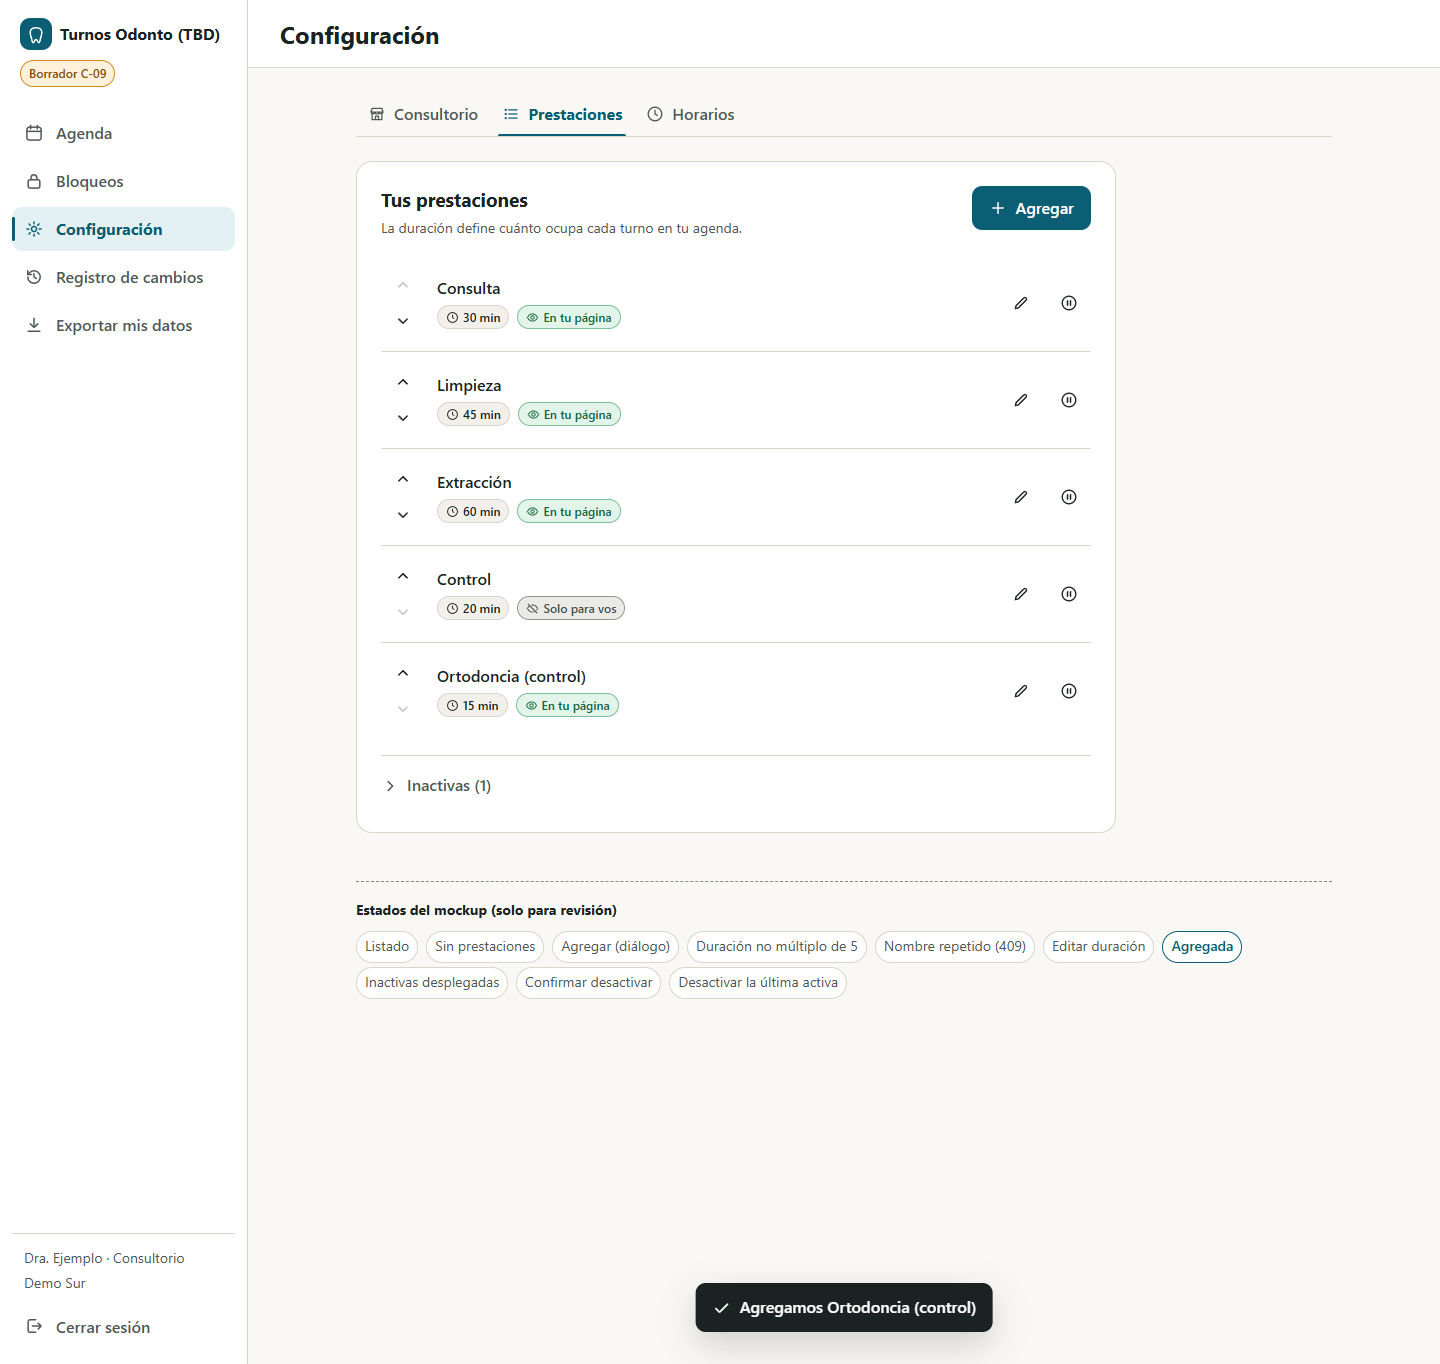 Turnos Odonto (TBD)
Borrador C-09
Agenda
Bloqueos
Configuración
Registro de cambios
Exportar mis datos
Dra. Ejemplo · Consultorio
Demo Sur
Cerrar sesión
Configuración
Consultorio
Prestaciones
Horarios
Tus prestaciones
La duración define cuánto ocupa cada turno en tu agenda.
Agregar
Consulta
30 min En tu página
Limpieza
45 min En tu página
Extracción
60 min En tu página
Control
20 min Solo para vos
Ortodoncia (control)
15 min En tu página
Inactivas (1)
Estados del mockup (solo para revisión)
Listado Sin prestaciones Agregar (diálogo) Duración no múltiplo de 5 Nombre repetido (409) Editar duración Agregada
Inactivas desplegadas Confirmar desactivar Desactivar la última activa
Agregamos Ortodoncia (control)